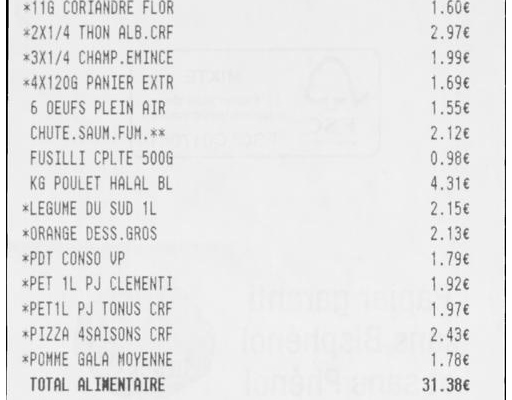 *11G CORIANDRE FLOR 1.60€
*2X1/4 THON ALB.CRF 2.97€
*3X1/4 CHAMP.EMINCE 1.99€
*4X120G PANIER EXTR 1.69€
6 OEUFS PLEIN AIR 1.55€
CHUTE.SAUM.FUM.** 2.12€
FUSILLI CPLTE 500G 0.98€
KG POULET HALAL BL 4.31€
*LEGUME DU SUD 1L 2.15€
*ORANGE DESS.GROS 2.13€
*PDT CONSO VP 1.79€
*PET 1L PJ CLEMENTI 1.92€
*PET1L PJ TONUS CRF 1.97€
*PIZZA 4SAISONS CRF 2.43€
*POMME GALA MOYENNE 1.78€
TOTAL ALIMENTAIRE 31.38€